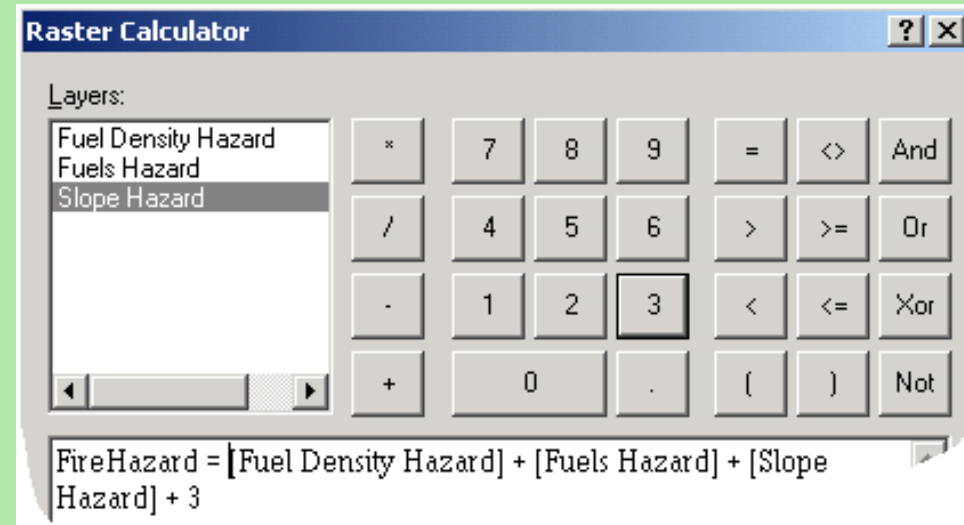 Raster Calculator ? X
Layers:
Fuel Density Hazard
Fuels Hazard
Slope Hazard
* 7 8 9 = <> And
/ 4 5 6 > >= Or
- 1 2 3 < <= Xor
+ 0 . ( ) Not
FireHazard = [Fuel Density Hazard] + [Fuels Hazard] + [Slope
Hazard] + 3